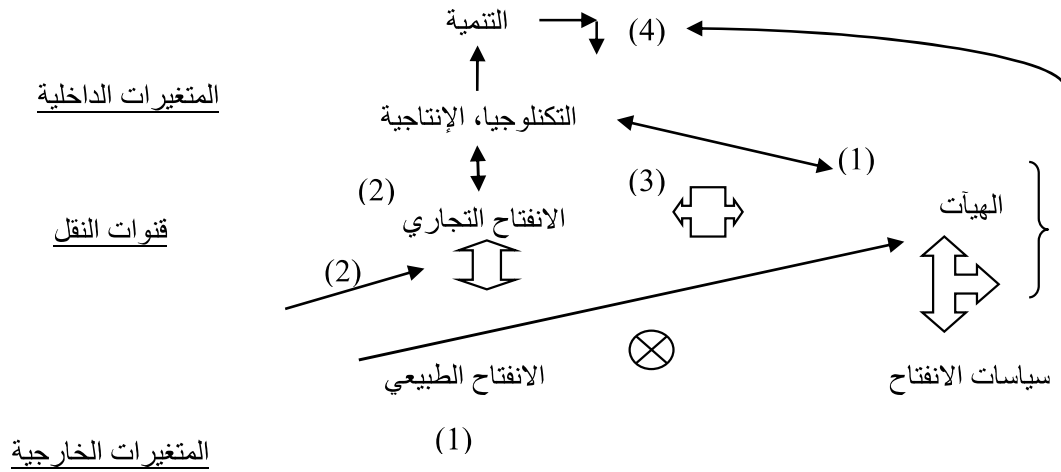 التنمية
(4)
المتغيرات الداخلية
التكنلوجيا، الإنتاجية
(1)
(2)
(3)
الهيآت
قنوات النقل
الانفتاح التجاري
(2)
الانفتاح الطبيعي
سياسات الانفتاح
(1)
المتغيرات الخارجية